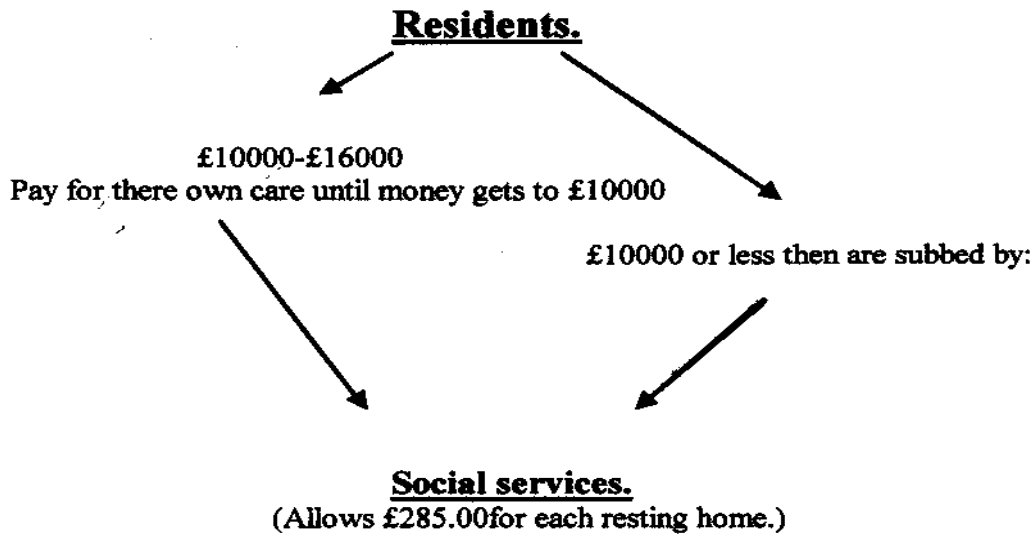 Residents.
£10000-£16000
Pay for there own care until money gets to £10000
£10000 or less then are subbed by:
Social services.
(Allows £285.00for each resting home.)